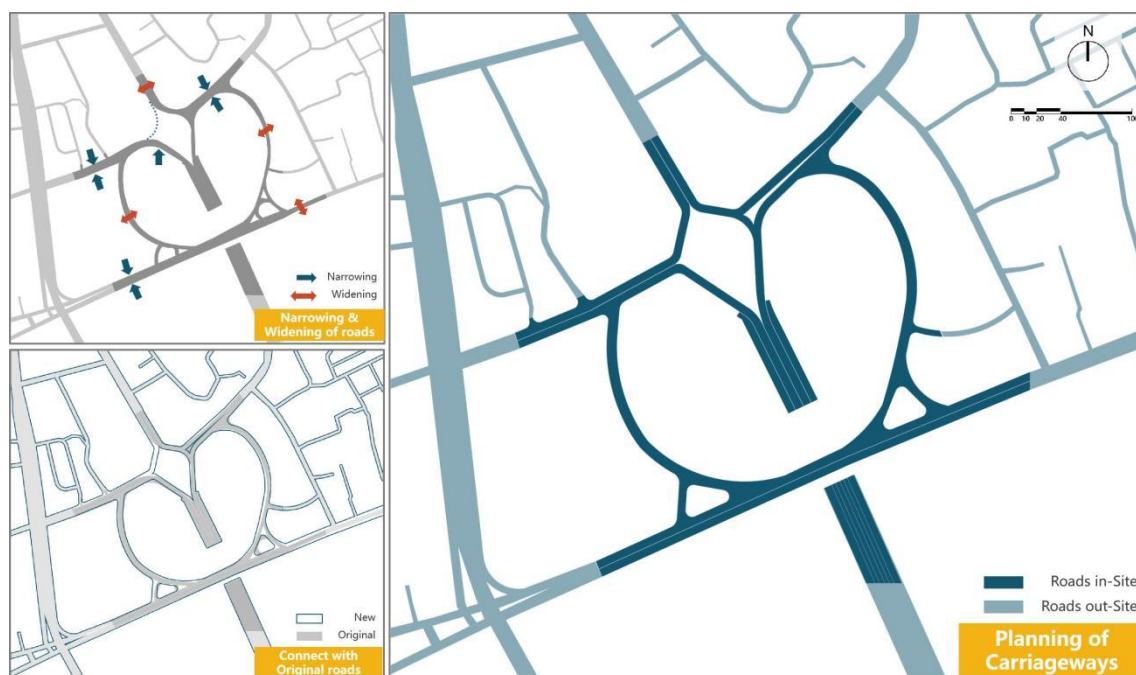 Narrowing
Widening
Narrowing &
Widening of roads
New
Original
Connect with
Original roads
N
0 10 20 40 100
Roads in-Site
Roads out-Site
Planning of
Carriageways